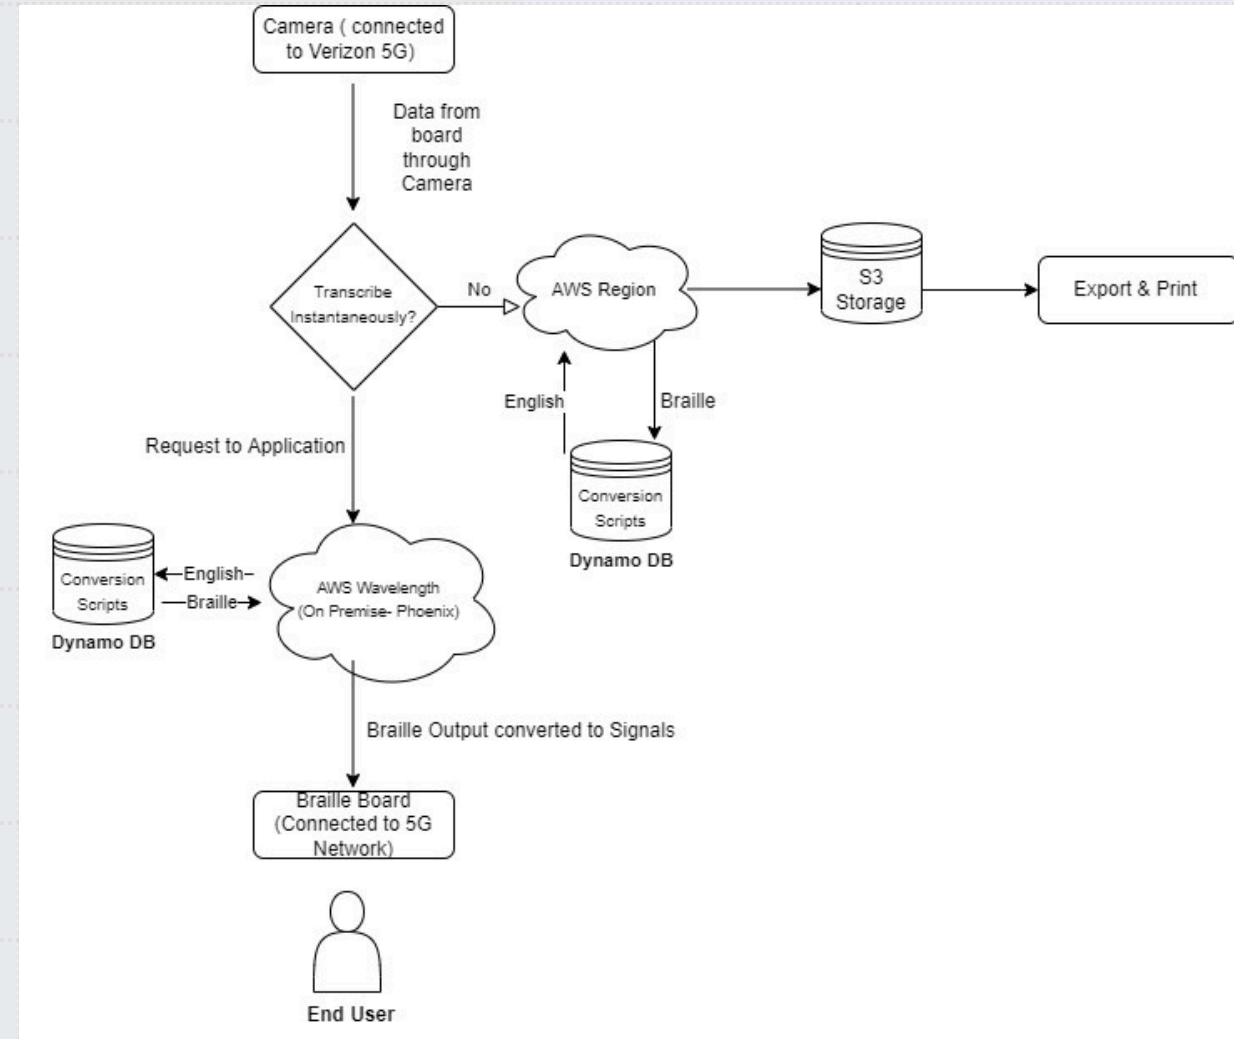 Camera ( connected
to Verizon 5G)
Data from
board
through
Camera
Transcribe
Instantaneously?
No
AWS Region
S3
Storage
Export & Print
English
Braille
Conversion
Scripts
Dynamo DB
Request to Application
Conversion
Scripts
Dynamo DB
English
Braille
AWS Wavelength
(On Premise- Phoenix)
Braille Output converted to Signals
Braille Board
(Connected to 5G
Network)
End User